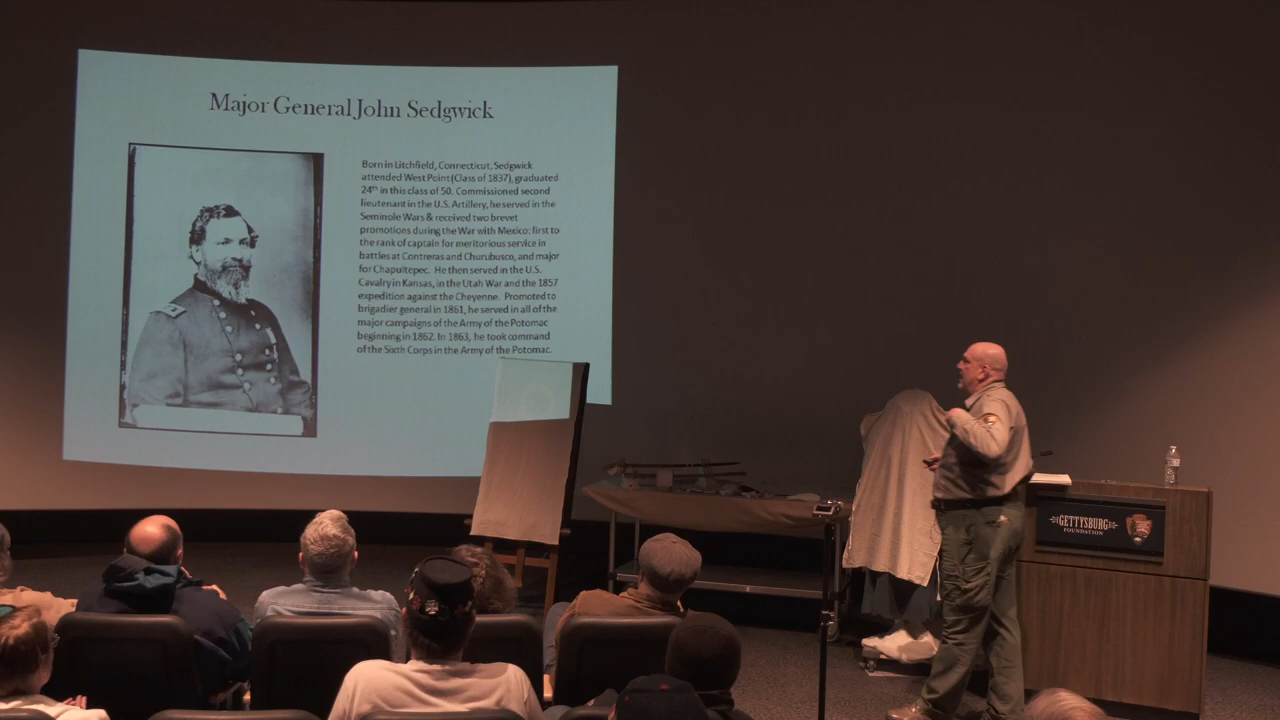 Major General John Sedgwick
Born in Litchfield, Connecticut, Sedgwick
attended West Point (Class of 1837), graduated
24th in this class of 50. Commissioned second
lieutenant in the U.S. Artillery, he served in the
Seminole Wars & received two brevet
promotions during the War with Mexico: first to
the rank of captain for meritorious service in
battles at Contreras and Churubusco, and major
for Chapultepec. He then served in the U.S.
Cavalry in Kansas, in the Utah War and the 1857
expedition against the Cheyenne. Promoted to
brigadier general in 1861, he served in all of the
major campaigns of the Army of the Potomac
beginning in 1862. In 1863, he took command
of the Sixth Corps in the Army of the Potomac.
GETTYSBURG
FOUNDATION